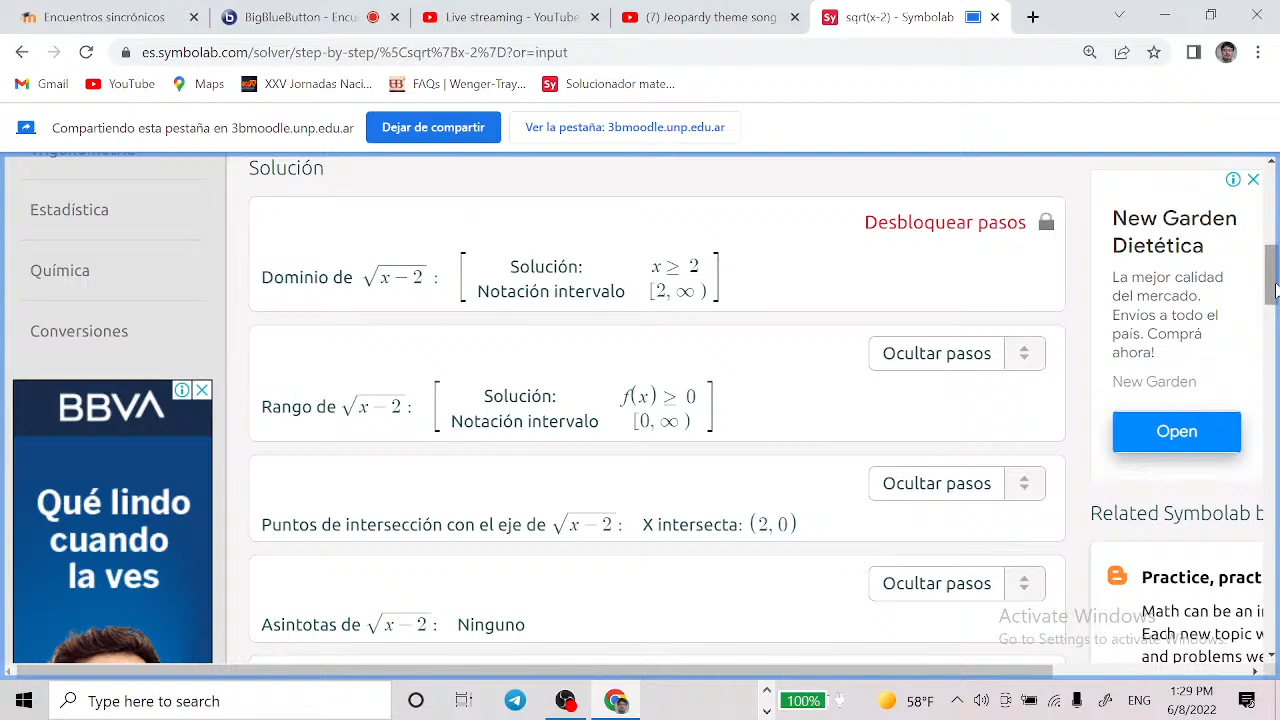 Encuentros sincrónicos
BigBlueButton - Encu
Live streaming - YouTube
(7) Jeopardy theme song
sqrt(x-2) - Symbolab
es.symbolab.com/solver/step-by-step/%5Csqrt%7Bx-2%7D?or=input
Gmail
YouTube
Maps
XXV Jornadas Naci...
FAQs | Wenger-Tray...
Solucionador mate...
Compartiendo esta pestaña en 3bmoodle.unp.edu.ar
Dejar de compartir
Ver la pestaña: 3bmoodle.unp.edu.ar
Estadística
Química
Conversiones
BBVA
Qué lindo
cuando
la ves
Solución
Desbloquear pasos
Dominio de √x − 2 : [ Solución: x ≥ 2
Notación intervalo [2, ∞ ) ]
Ocultar pasos
Rango de √x − 2 : [ Solución: f(x) ≥ 0
Notación intervalo [0, ∞ ) ]
Ocultar pasos
Puntos de intersección con el eje de √x − 2 : X intersecta: (2, 0)
Ocultar pasos
Asíntotas de √x − 2 : Ninguno
New Garden
Dietética
La mejor calidad
del mercado.
Envios a todo el
país. Comprá
ahora!
New Garden
Open
Related Symbolab b
Practice, pract
Math can be an i
Each new topic w
and problems we
Activate Windows
Go to Settings to activate Windows.
Type here to search
100%
58°F
ENG
1:29 PM
6/8/2022